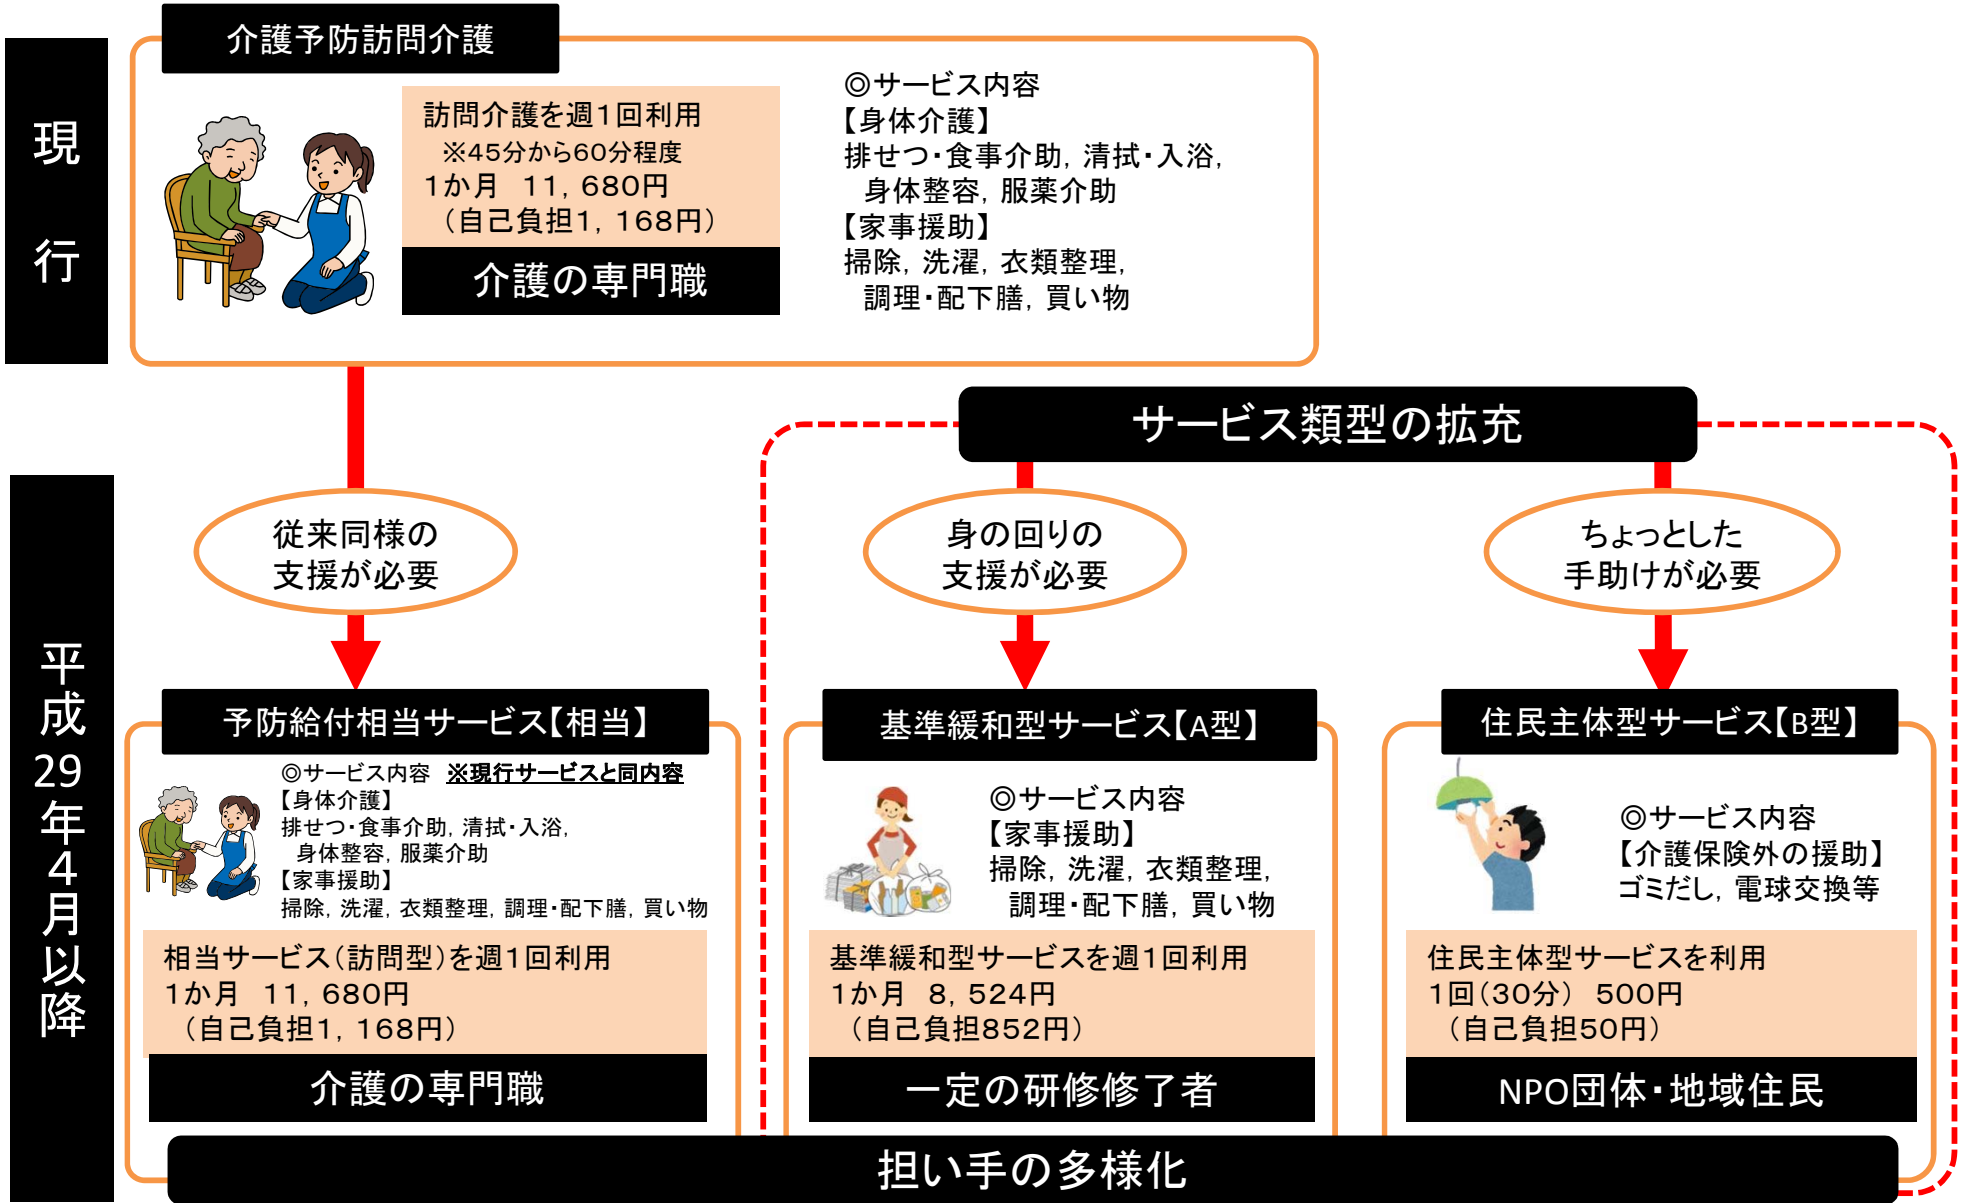 現行
介護予防訪問介護
訪問介護を週1回利用
※45分から60分程度
1か月 11,680円
(自己負担1,168円)
介護の専門職
◎サービス内容
【身体介護】
排せつ・食事介助,清拭・入浴,
身体整容,服薬介助
【家事援助】
掃除,洗濯,衣類整理,
調理・配下膳,買い物
サービス類型の拡充
平成29年4月以降
従来同様の
支援が必要
身の回りの
支援が必要
ちょっとした
手助けが必要
予防給付相当サービス【相当】
◎サービス内容 ※現行サービスと同内容
【身体介護】
排せつ・食事介助,清拭・入浴,
身体整容,服薬介助
【家事援助】
掃除,洗濯,衣類整理,調理・配下膳,買い物
相当サービス(訪問型)を週1回利用
1か月 11,680円
(自己負担1,168円)
介護の専門職
基準緩和型サービス【A型】
◎サービス内容
【家事援助】
掃除,洗濯,衣類整理,
調理・配下膳,買い物
基準緩和型サービスを週1回利用
1か月 8,524円
(自己負担852円)
一定の研修修了者
住民主体型サービス【B型】
◎サービス内容
【介護保険外の援助】
ゴミだし,電球交換等
住民主体型サービスを利用
1回(30分) 500円
(自己負担50円)
NPO団体・地域住民
担い手の多様化